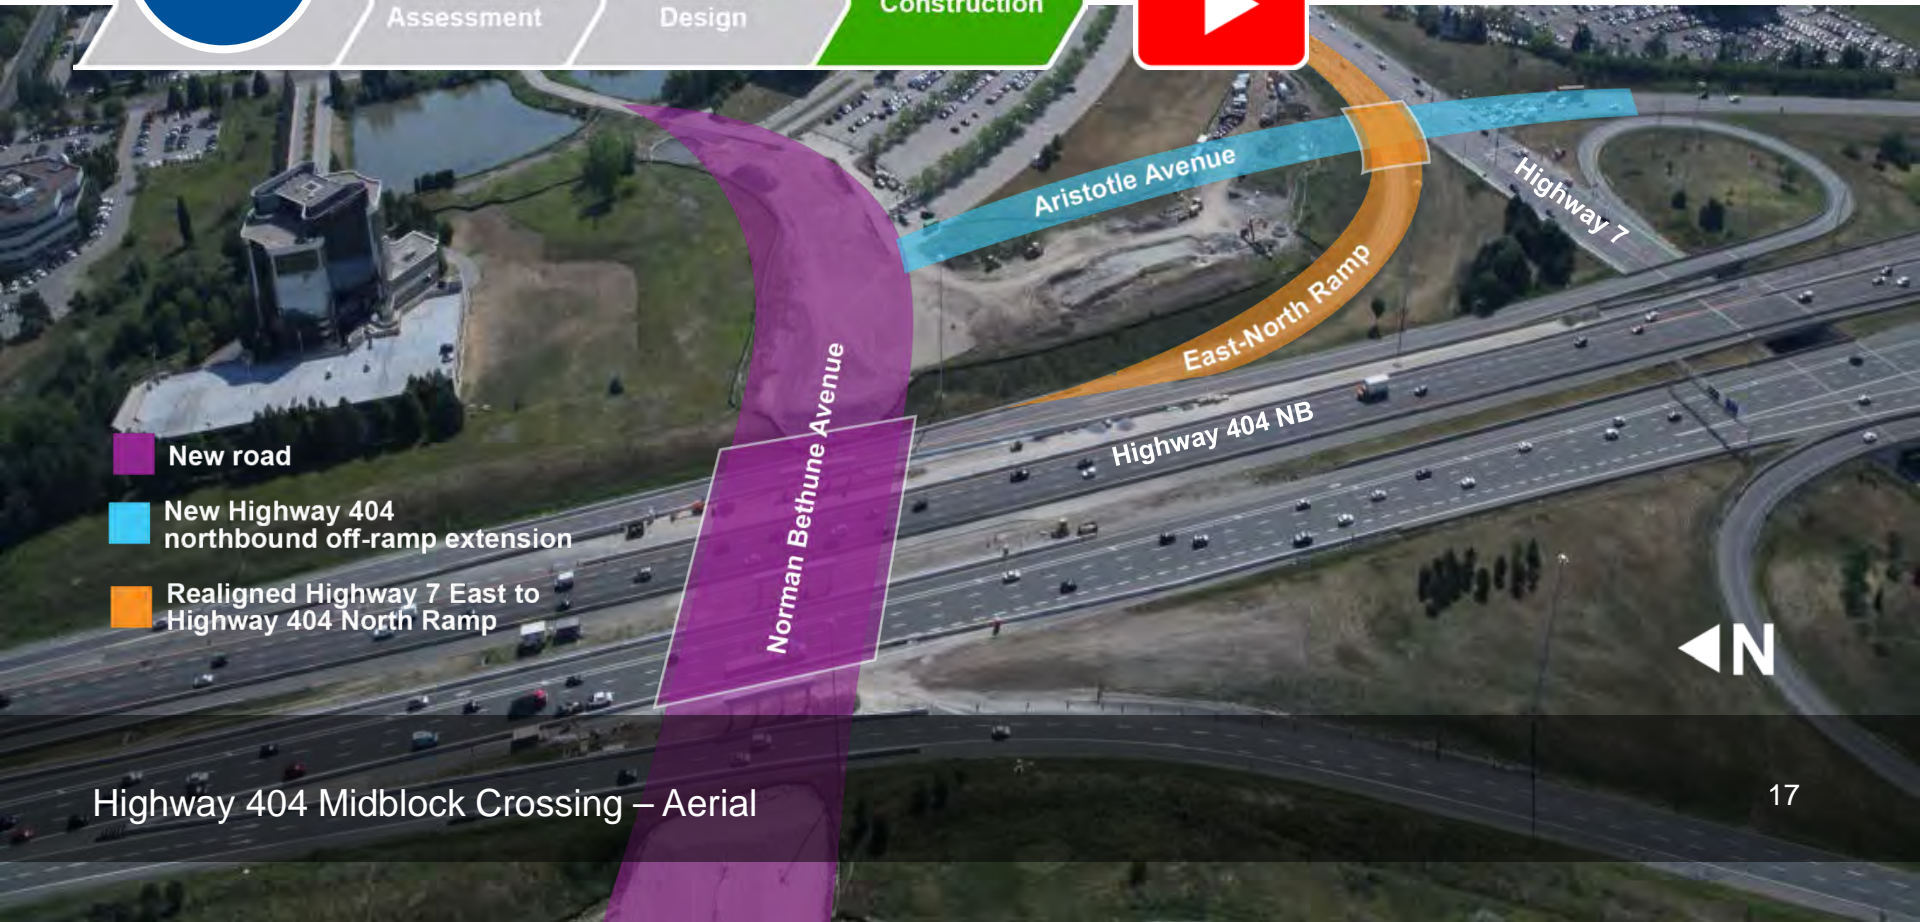 Assessment
Design
Construction
Aristotle Avenue
Highway 7
East-North Ramp
Norman Bethune Avenue
Highway 404 NB
New road
New Highway 404
northbound off-ramp extension
Realigned Highway 7 East to
Highway 404 North Ramp
N
Highway 404 Midblock Crossing – Aerial
17